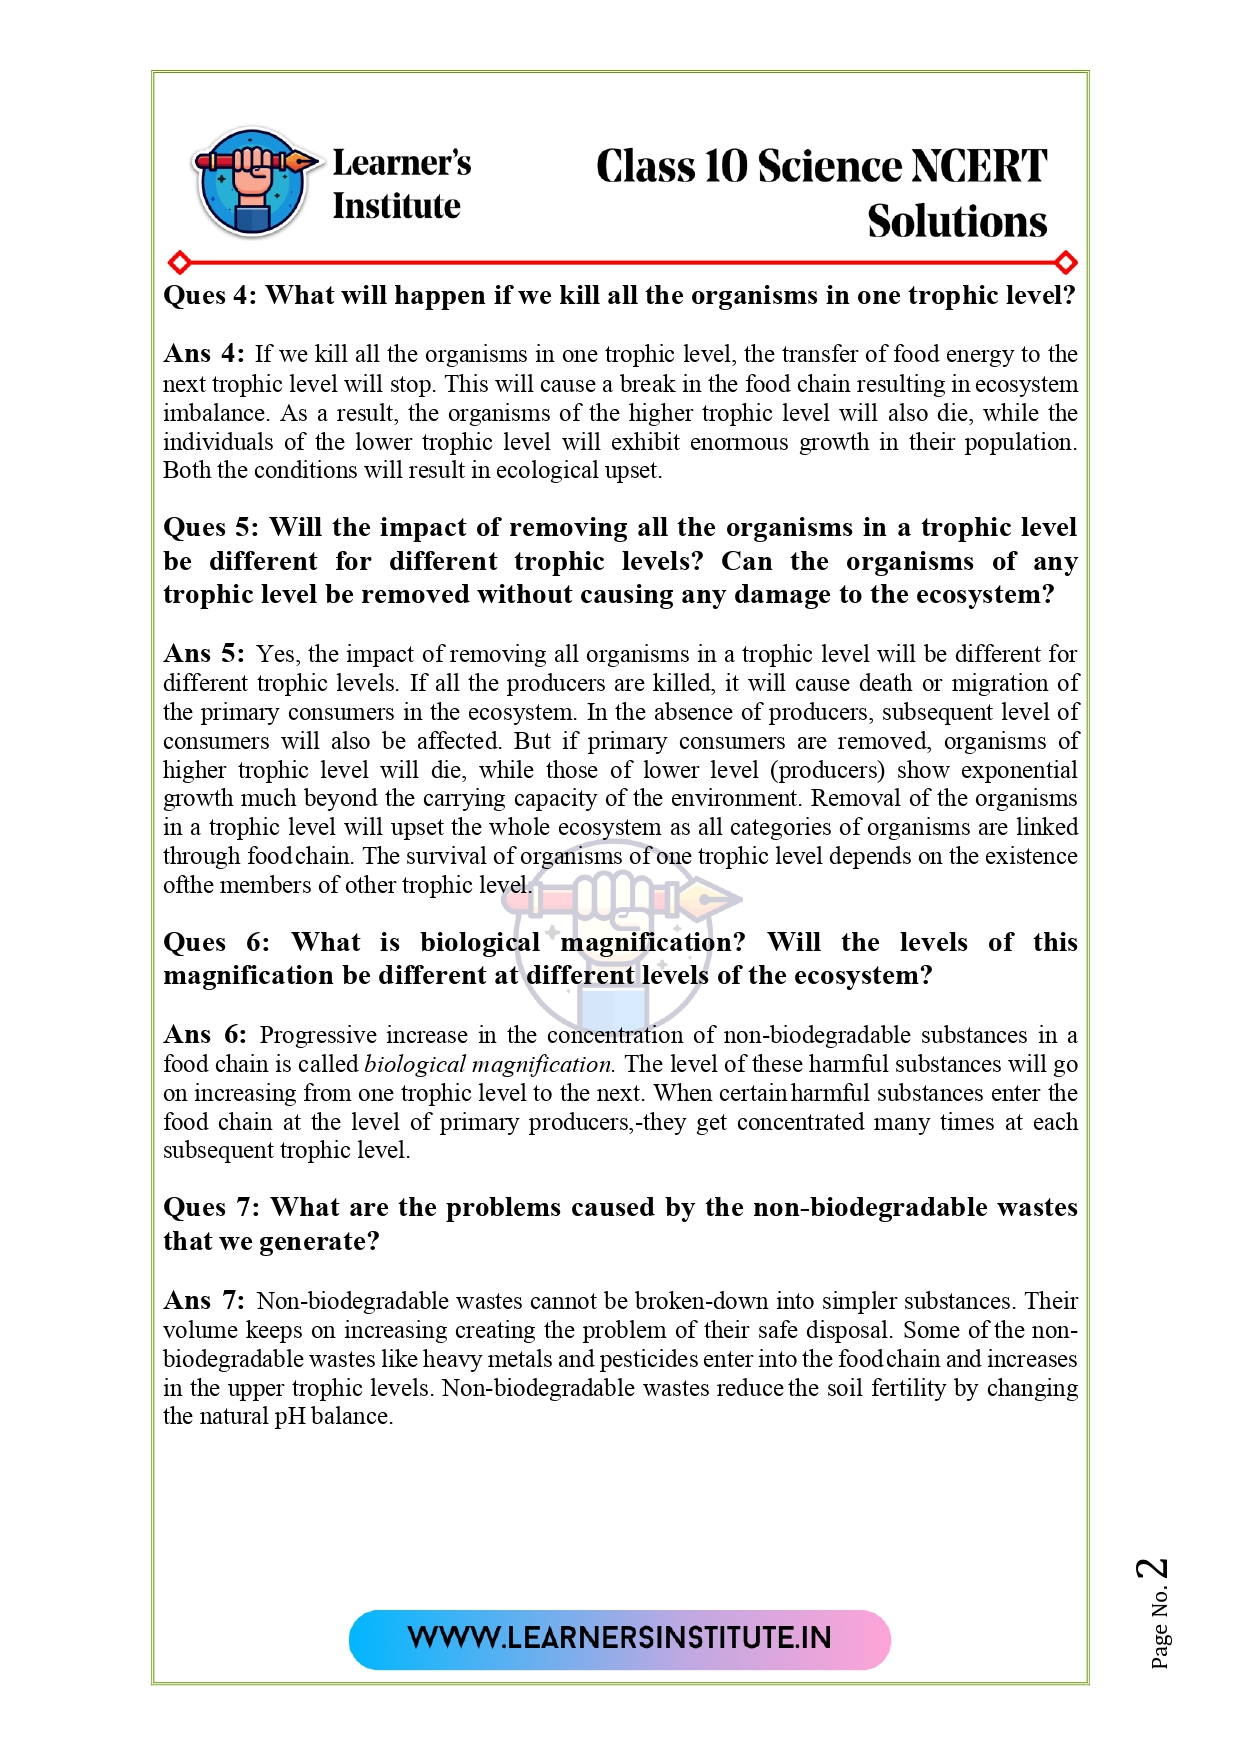 Learner's
Institute
Class 10 Science NCERT
Solutions
Ques 4: What will happen if we kill all the organisms in one trophic level?
Ans 4: If we kill all the organisms in one trophic level, the transfer of food energy to the
next trophic level will stop. This will cause a break in the food chain resulting in ecosystem
imbalance. As a result, the organisms of the higher trophic level will also die, while the
individuals of the lower trophic level will exhibit enormous growth in their population.
Both the conditions will result in ecological upset.
Ques 5: Will the impact of removing all the organisms in a trophic level
be different for different trophic levels? Can the organisms of any
trophic level be removed without causing any damage to the ecosystem?
Ans 5: Yes, the impact of removing all organisms in a trophic level will be different for
different trophic levels. If all the producers are killed, it will cause death or migration of
the primary consumers in the ecosystem. In the absence of producers, subsequent level of
consumers will also be affected. But if primary consumers are removed, organisms of
higher trophic level will die, while those of lower level (producers) show exponential
growth much beyond the carrying capacity of the environment. Removal of the organisms
in a trophic level will upset the whole ecosystem as all categories of organisms are linked
through food chain. The survival of organisms of one trophic level depends on the existence
ofthe members of other trophic level.
Ques 6: What is biological magnification? Will the levels of this
magnification be different at different levels of the ecosystem?
Ans 6: Progressive increase in the concentration of non-biodegradable substances in a
food chain is called biological magnification. The level of these harmful substances will go
on increasing from one trophic level to the next. When certain harmful substances enter the
food chain at the level of primary producers,-they get concentrated many times at each
subsequent trophic level.
Ques 7: What are the problems caused by the non-biodegradable wastes
that we generate?
Ans 7: Non-biodegradable wastes cannot be broken-down into simpler substances. Their
volume keeps on increasing creating the problem of their safe disposal. Some of the non-
biodegradable wastes like heavy metals and pesticides enter into the food chain and increases
in the upper trophic levels. Non-biodegradable wastes reduce the soil fertility by changing
the natural pH balance.
WWW.LEARNERSINSTITUTE.IN
Page No. 2